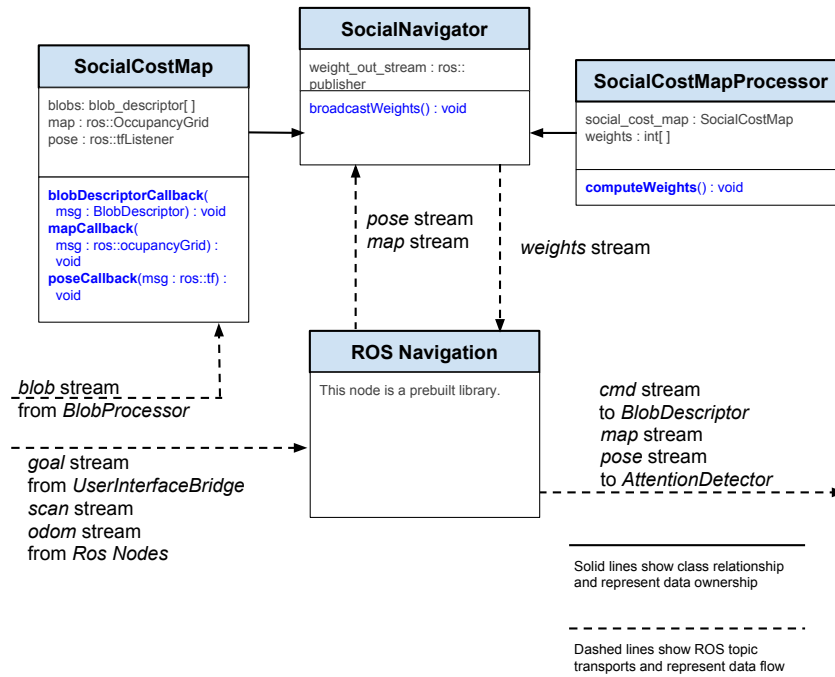 SocialNavigator
weight_out_stream : ros::
publisher
broadcastWeights() : void
SocialCostMap
blobs: blob_descriptor[ ]
map : ros::OccupancyGrid
pose : ros::tfListener
blobDescriptorCallback(
msg : BlobDescriptor) : void
mapCallback(
msg : ros::ocupancyGrid) :
void
poseCallback(msg : ros::tf) :
void
SocialCostMapProcessor
social_cost_map : SocialCostMap
weights : int[ ]
computeWeights() : void
pose stream
map stream
weights stream
ROS Navigation
This node is a prebuilt library.
blob stream
from BlobProcessor
goal stream
from UserInterfaceBridge
scan stream
odom stream
from Ros Nodes
cmd stream
to BlobDescriptor
map stream
pose stream
to AttentionDetector
Solid lines show class relationship
and represent data ownership
Dashed lines show ROS topic
transports and represent data flow